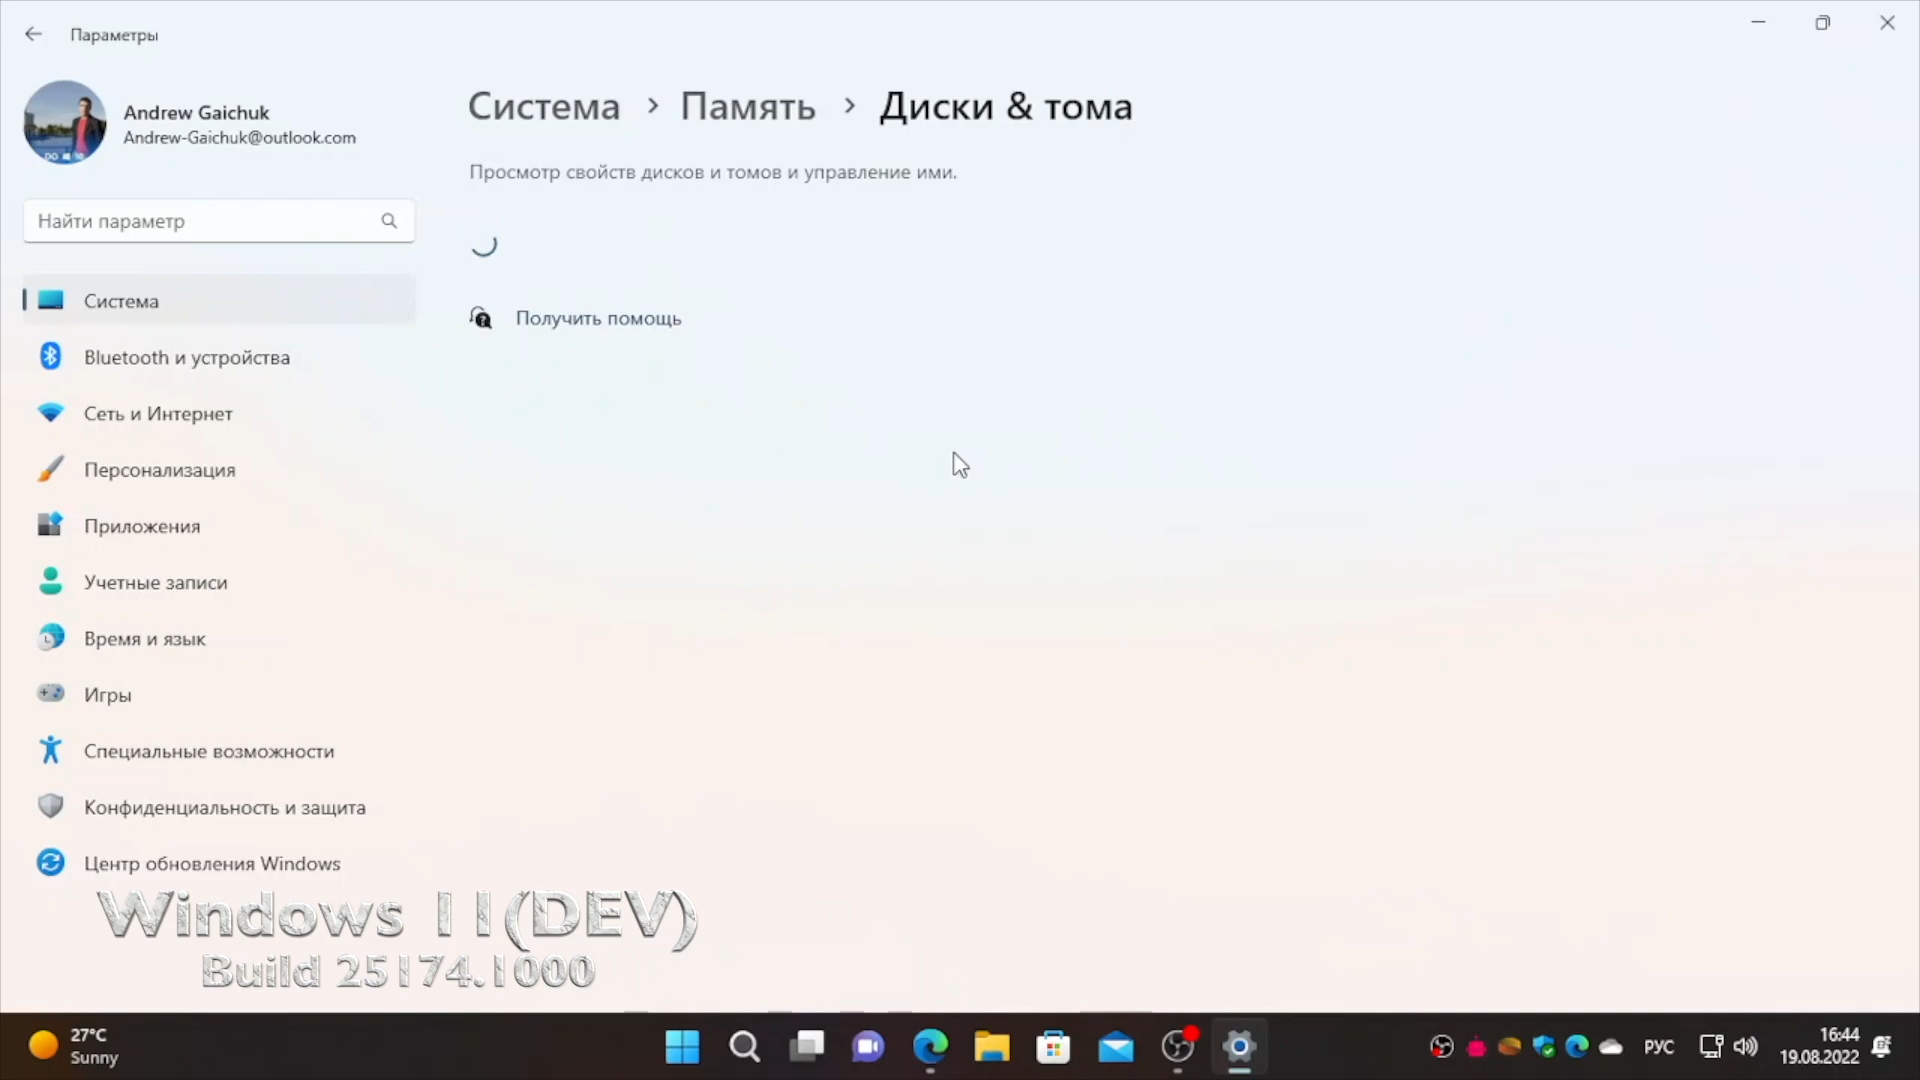 Параметры
Andrew Gaichuk
Andrew-Gaichuk@outlook.com
Найти параметр
Система
Bluetooth и устройства
Сеть и Интернет
Персонализация
Приложения
Учетные записи
Время и язык
Игры
Специальные возможности
Конфиденциальность и защита
Центр обновления Windows
Система > Память > Диски & тома
Просмотр свойств дисков и томов и управление ими.
Получить помощь
Windows 11(DEV)
Build 25174.1000
27°C
Sunny
РУС
16:44
19.08.2022